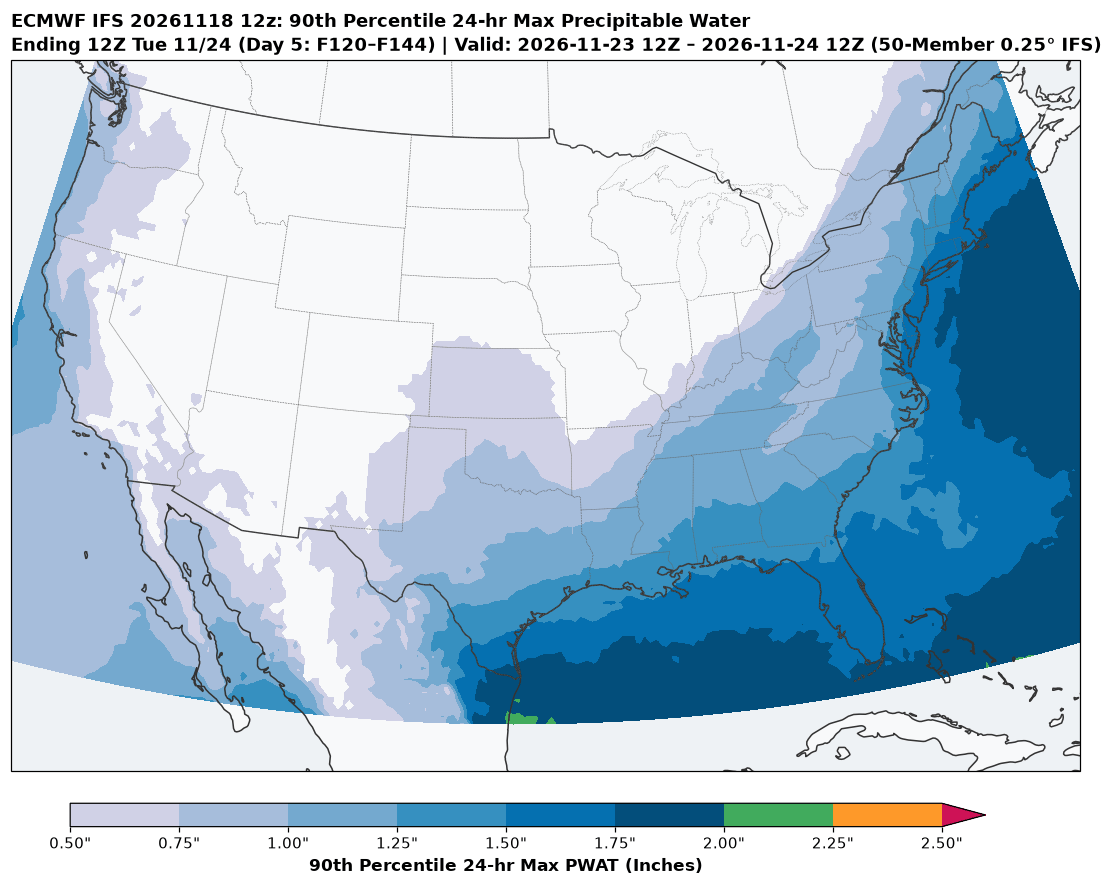 ECMWF IFS 20261118 12z: 90th Percentile 24-hr Max Precipitable Water
Ending 12Z Tue 11/24 (Day 5: F120–F144) | Valid: 2026-11-23 12Z – 2026-11-24 12Z (50-Member 0.25° IFS)
0.50" 0.75" 1.00" 1.25" 1.50" 1.75" 2.00" 2.25" 2.50"
90th Percentile 24-hr Max PWAT (Inches)